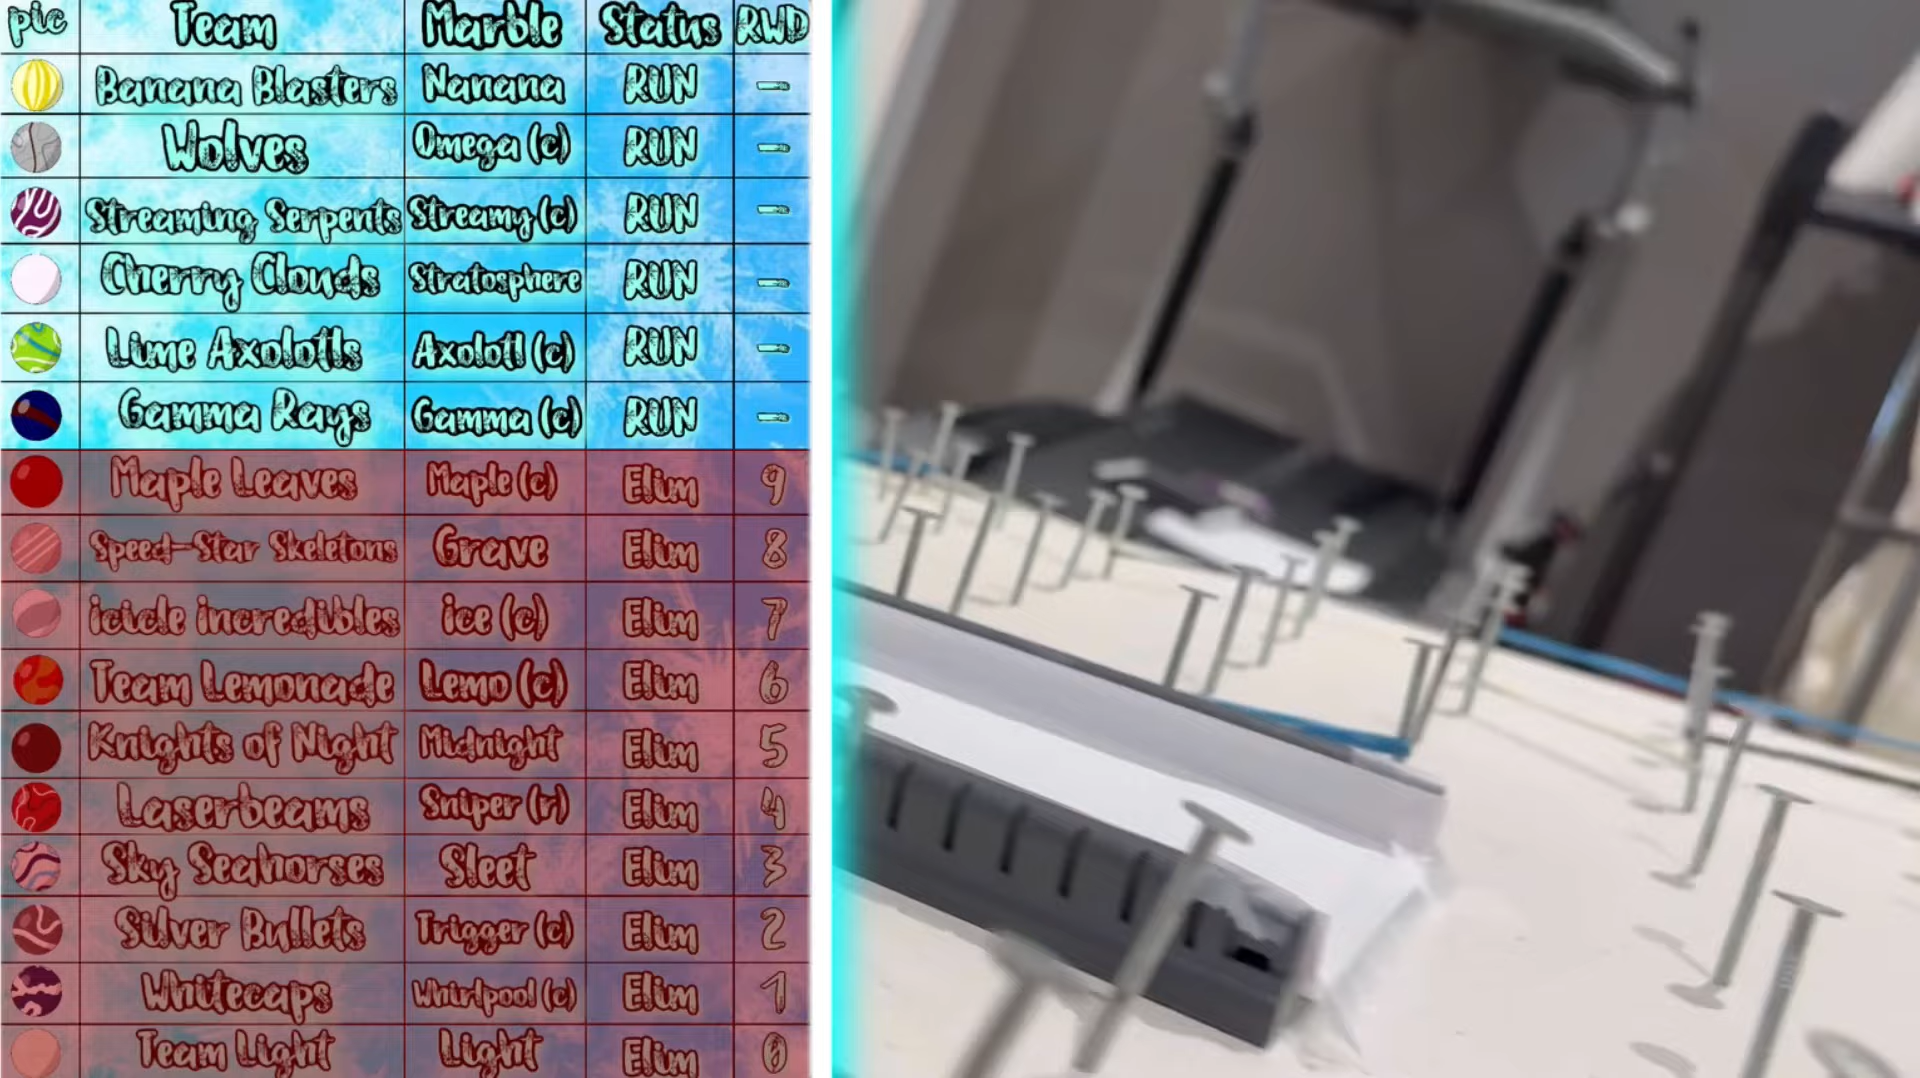 pic Team Marble Status RWD
Banana Blasters Nanana RUN -
Wolves Omega (c) RUN -
Streaming Serpents Streamy (c) RUN -
Cherry Clouds Stratosphere RUN -
Lime Axolotls Axolotl (c) RUN -
Gamma Rays Gamma (c) RUN -
Maple Leaves Maple (c) Elim 9
Speed-Star Skeletons Grave Elim 8
icicle incredibles ice (c) Elim 7
Team Lemonade Lemo (c) Elim 6
Knights of Night Midnight Elim 5
Laserbeams Sniper (r) Elim 4
Sky Seahorses Sleet Elim 3
Silver Bullets Trigger (c) Elim 2
Whitecaps Whirlpool (c) Elim 1
Team Light Light Elim 0